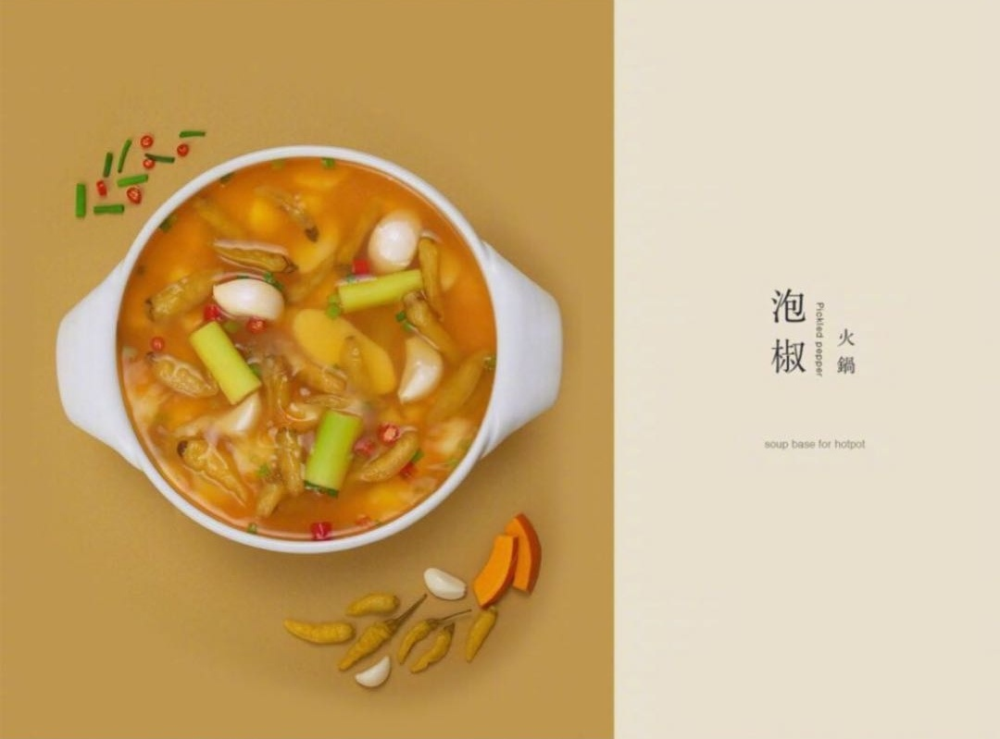 泡椒
Pickled pepper
火鍋
soup base for hotpot